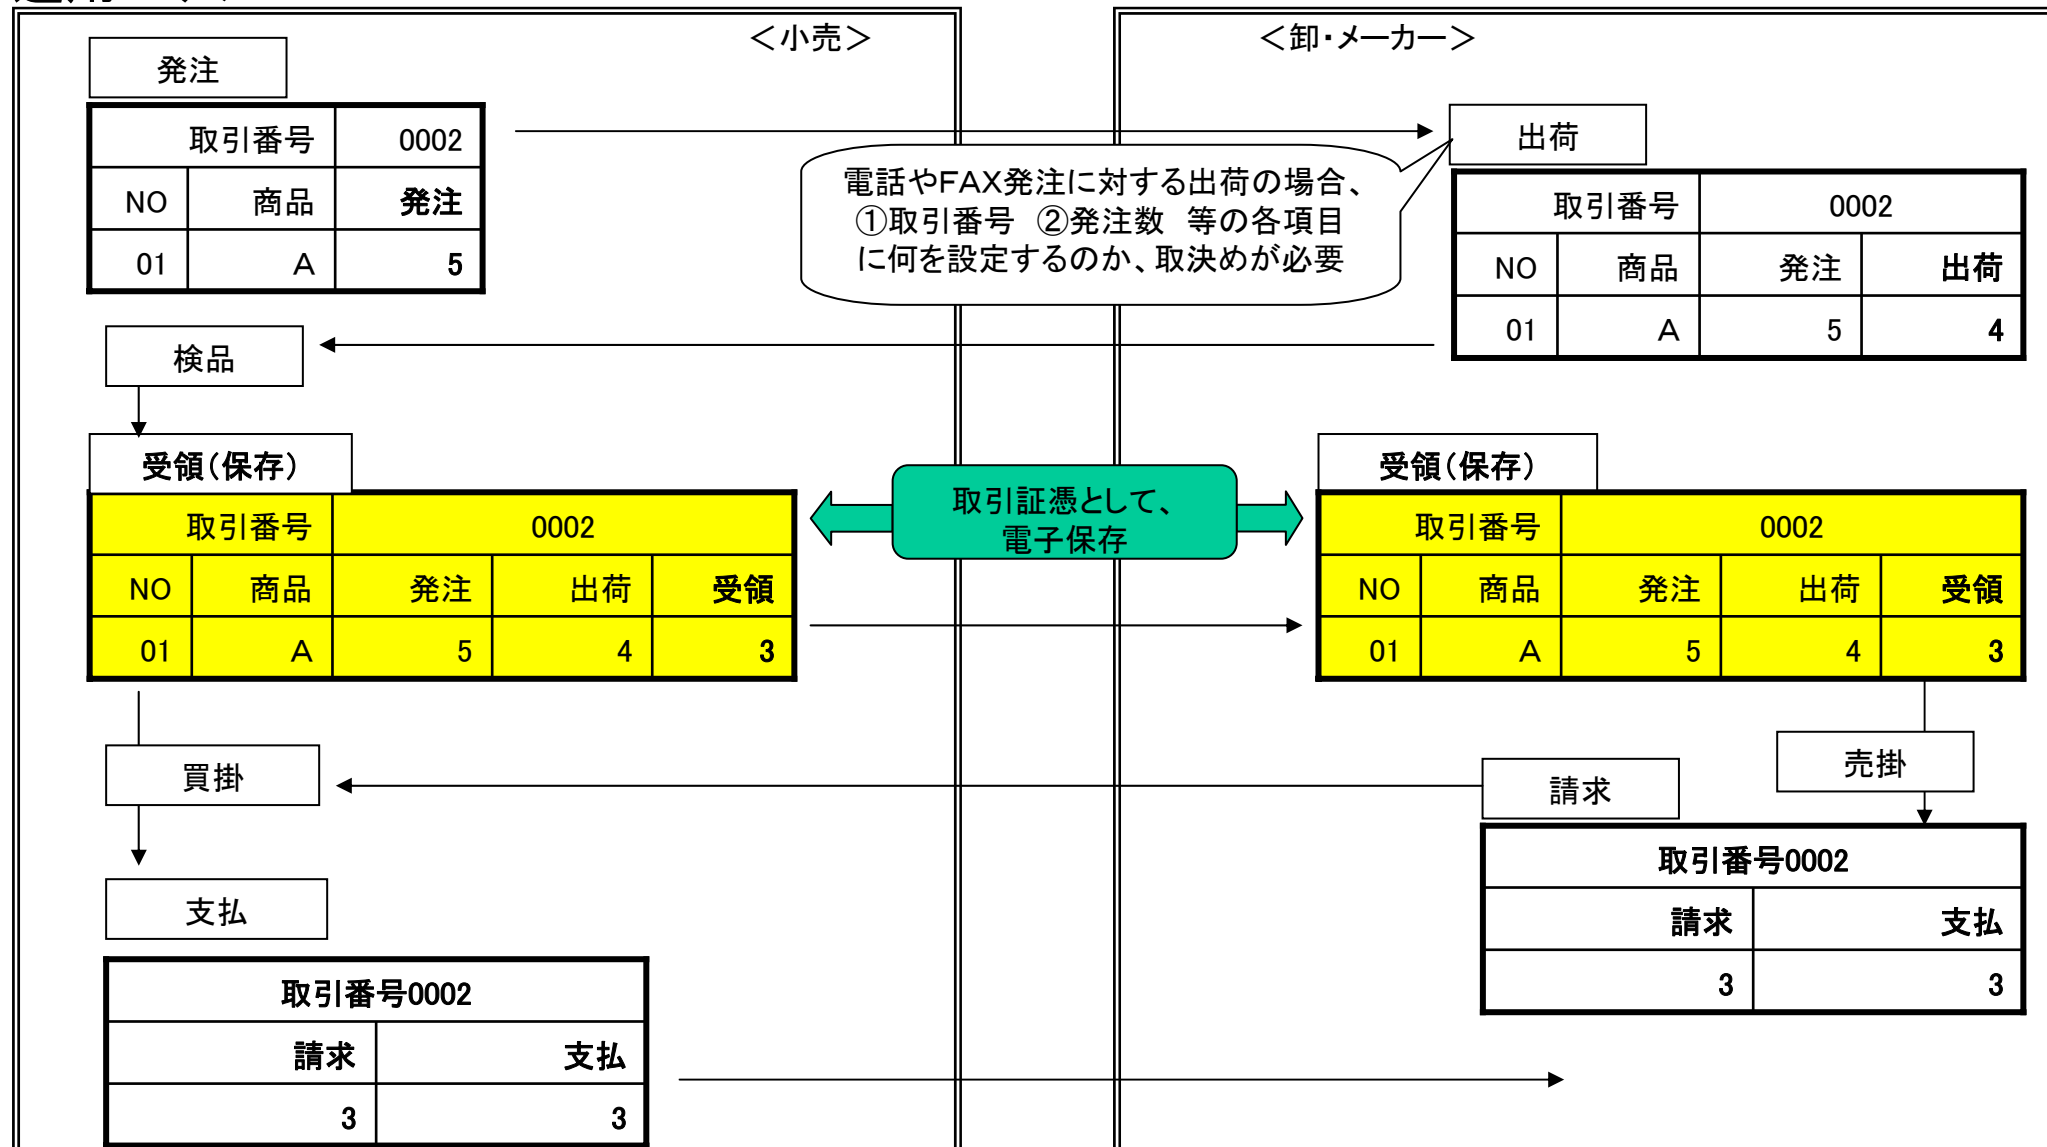 <小売>
<卸・メーカー>
発注
取引番号 0002
NO 商品 発注
01 A 5
出荷
電話やFAX発注に対する出荷の場合、
①取引番号 ②発注数 等の各項目
に何を設定するのか、取決めが必要
取引番号 0002
NO 商品 発注 出荷
01 A 5 4
検品
受領(保存)
取引番号 0002
NO 商品 発注 出荷 受領
01 A 5 4 3
取引証憑として、
電子保存
受領(保存)
取引番号 0002
NO 商品 発注 出荷 受領
01 A 5 4 3
買掛
売掛
請求
取引番号0002
請求 支払
3 3
支払
取引番号0002
請求 支払
3 3